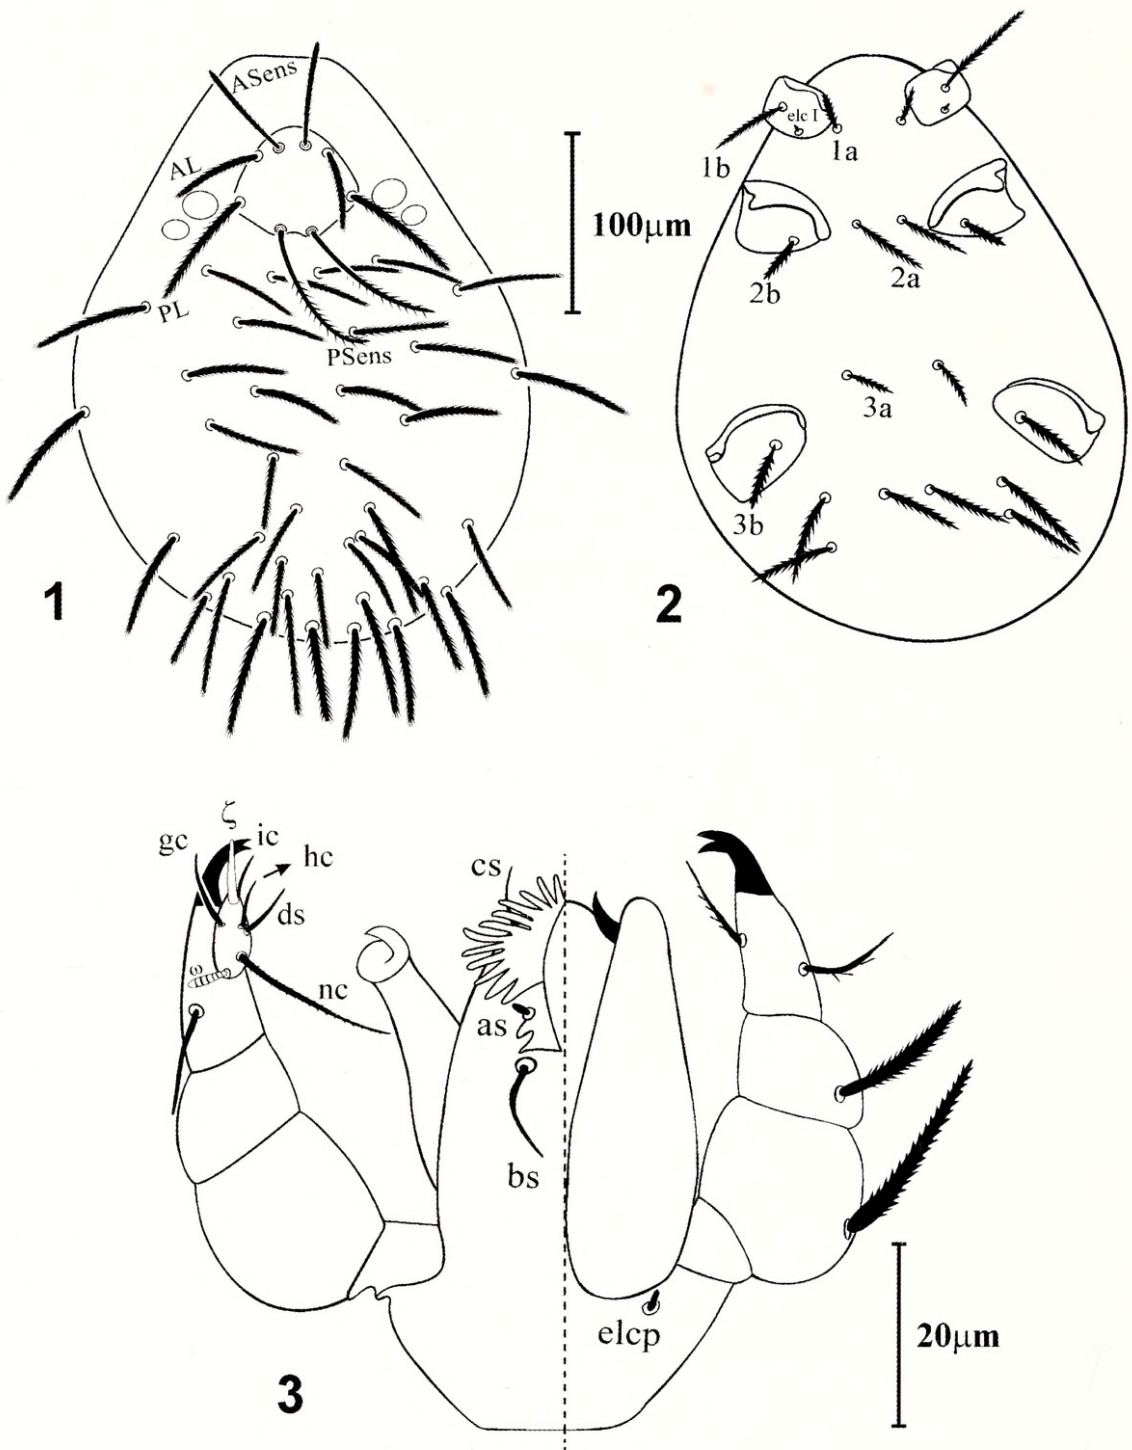 ASens
AL
PL
PSens
100µm
1
elc I
1a
1b
2a
2b
3a
3b
2
ζ
gc
ic
hc
ds
ω
nc
cs
as
bs
elcp
20µm
3